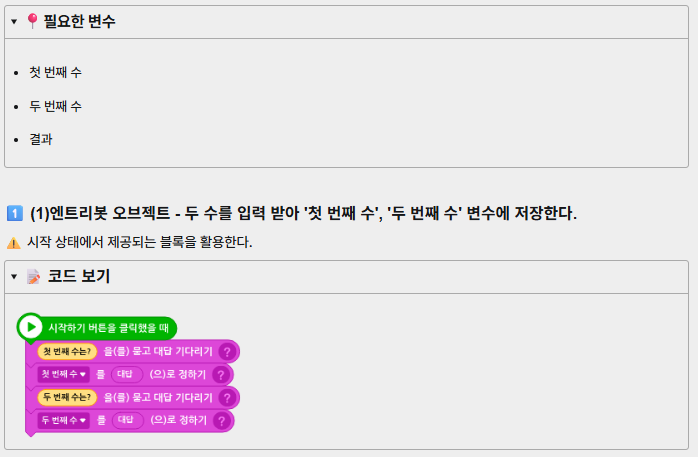 필요한 변수
첫 번째 수
두 번째 수
결과
1 (1)엔트리봇 오브젝트 - 두 수를 입력 받아 '첫 번째 수', '두 번째 수' 변수에 저장한다.
시작 상태에서 제공되는 블록을 활용한다.
코드 보기
시작하기 버튼을 클릭했을 때
첫 번째 수는? 을(를) 묻고 대답 기다리기 ?
첫 번째 수 를 대답 (으)로 정하기 ?
두 번째 수는? 을(를) 묻고 대답 기다리기 ?
두 번째 수 를 대답 (으)로 정하기 ?